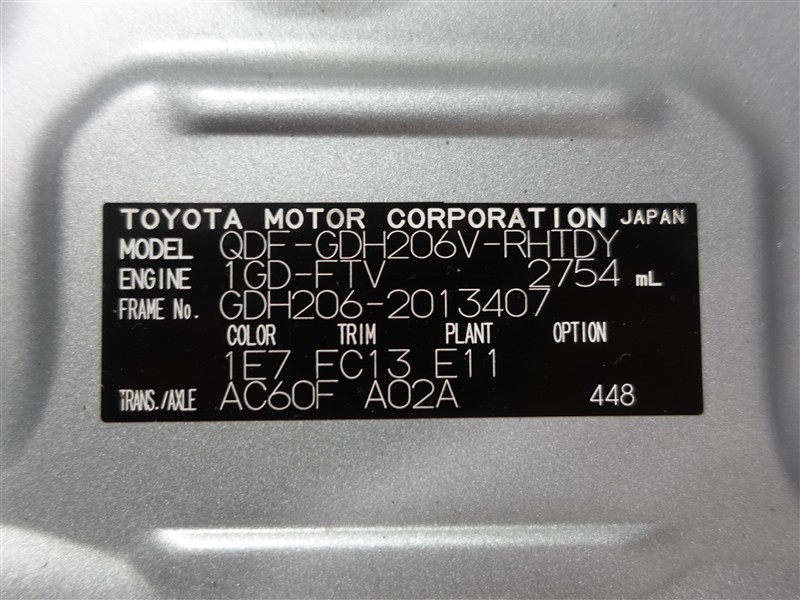 TOYOTA MOTOR CORPORATION JAPAN
MODEL QDF-GDH206V-RHTDY
ENGINE 1GD-FTV 2754 mL
FRAME No. GDH206-2013407
COLOR TRIM PLANT OPTION
1E7 FC13 E11
TRANS./AXLE AC60F A02A 448